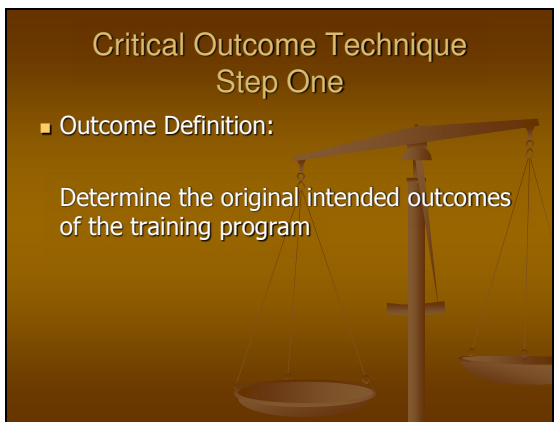 Critical Outcome Technique
Step One
Outcome Definition:
Determine the original intended outcomes
of the training program